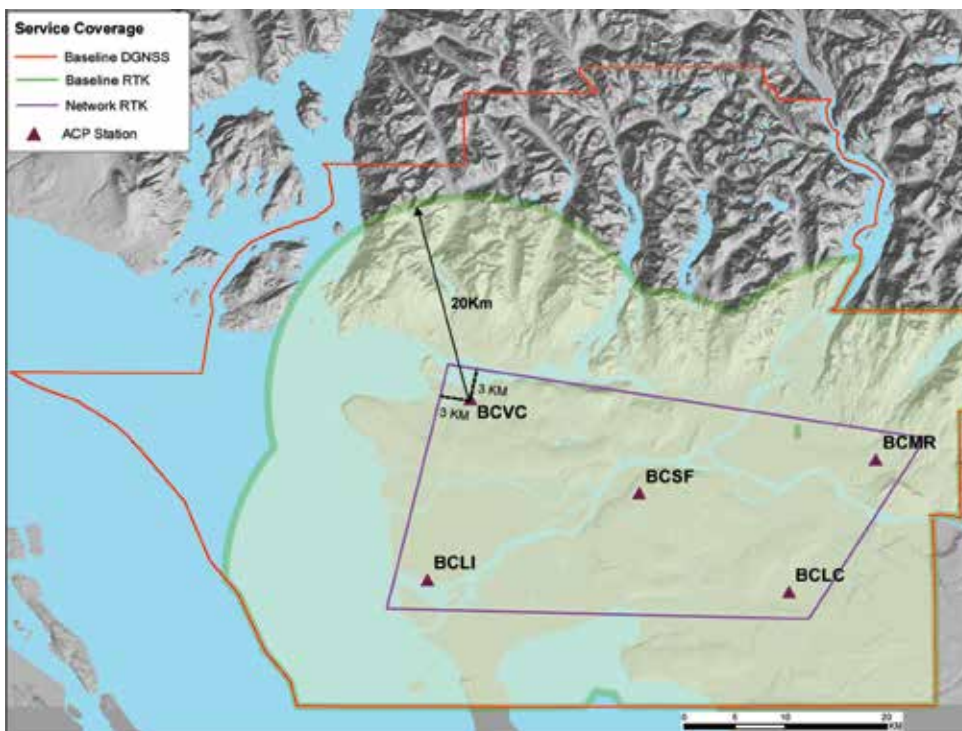 Service Coverage
Baseline DGNSS
Baseline RTK
Network RTK
ACP Station
20Km
3 KM
3 KM
BCVC
BCMR
BCSF
BCLI
BCLC
0 5 10 20
KM